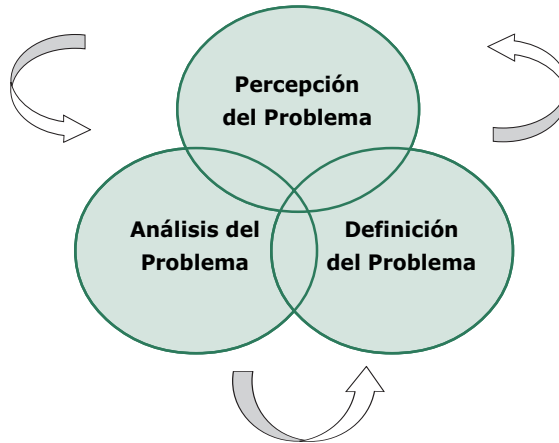 Percepción
del Problema
Análisis del
Problema
Definición
del Problema